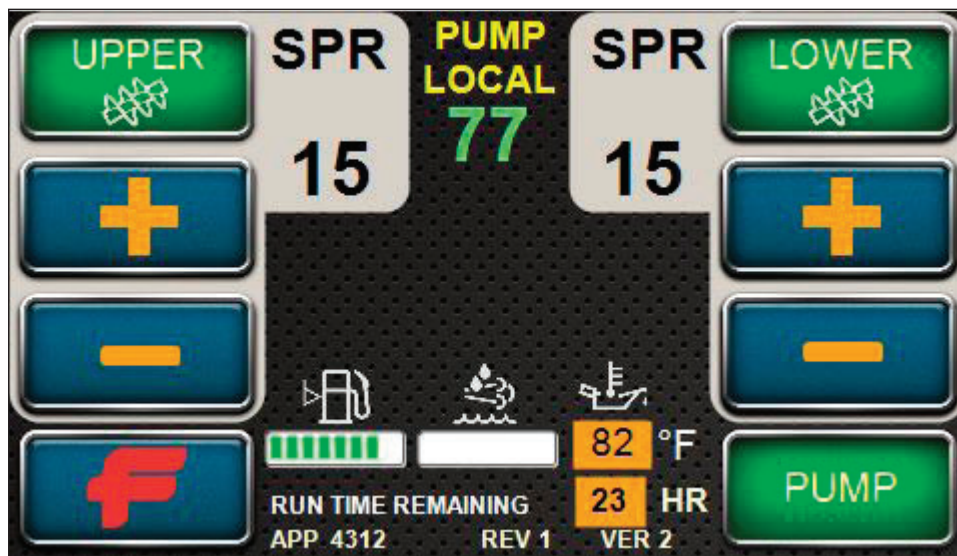 UPPER
SPR
15
PUMP
LOCAL
77
SPR
15
LOWER
82 °F
RUN TIME REMAINING 23 HR
APP 4312 REV 1 VER 2
PUMP